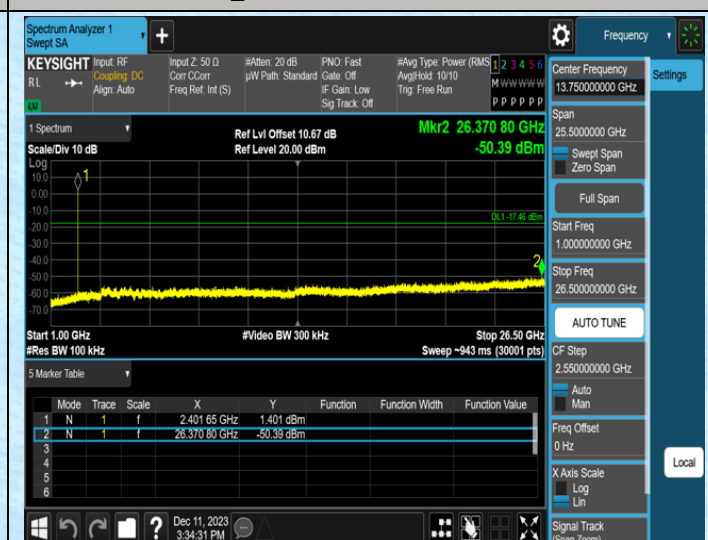 Spectrum Analyzer 1
Swept SA
Frequency
KEYSIGHT
RL
LXI
Input: RF
Coupling: DC
Align: Auto
Input Z: 50 Ω
Corr CCorr
Freq Ref: Int (S)
#Atten: 20 dB
µW Path: Standard
PNO: Fast
Gate: Off
IF Gain: Low
Sig Track: Off
#Avg Type: Power (RMS
Avg|Hold: 10/10
Trig: Free Run
1 2 3 4 5 6
M W W W W W
P P P P P P
Center Frequency
13.750000000 GHz
Settings
Span
25.5000000 GHz
Swept Span
Zero Span
Full Span
Start Freq
1.000000000 GHz
Stop Freq
26.500000000 GHz
AUTO TUNE
CF Step
2.550000000 GHz
Auto
Man
Freq Offset
0 Hz
X Axis Scale
Log
Lin
Local
Signal Track
(Span Zoom)
1 Spectrum
Scale/Div 10 dB
Ref Lvl Offset 10.67 dB
Ref Level 20.00 dBm
Mkr2 26.370 80 GHz
-50.39 dBm
Log
10.0
0.00
-10.0
-20.0
-30.0
-40.0
-50.0
-60.0
-70.0
1
DL1 -17.46 dBm
2
Start 1.00 GHz
#Video BW 300 kHz
Stop 26.50 GHz
#Res BW 100 kHz
Sweep ~943 ms (30001 pts)
5 Marker Table
Mode Trace Scale X Y Function Function Width Function Value
1 N 1 f 2.401 65 GHz 1.401 dBm
2 N 1 f 26.370 80 GHz -50.39 dBm
3
4
5
6
?
Dec 11, 2023
3:34:31 PM